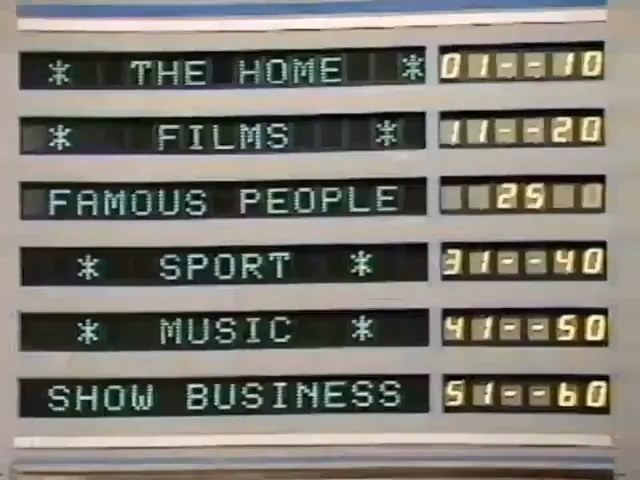 * THE HOME * 01--10
* FILMS * 11--20
FAMOUS PEOPLE 25
* SPORT * 31--40
* MUSIC * 41--50
SHOW BUSINESS 51--60